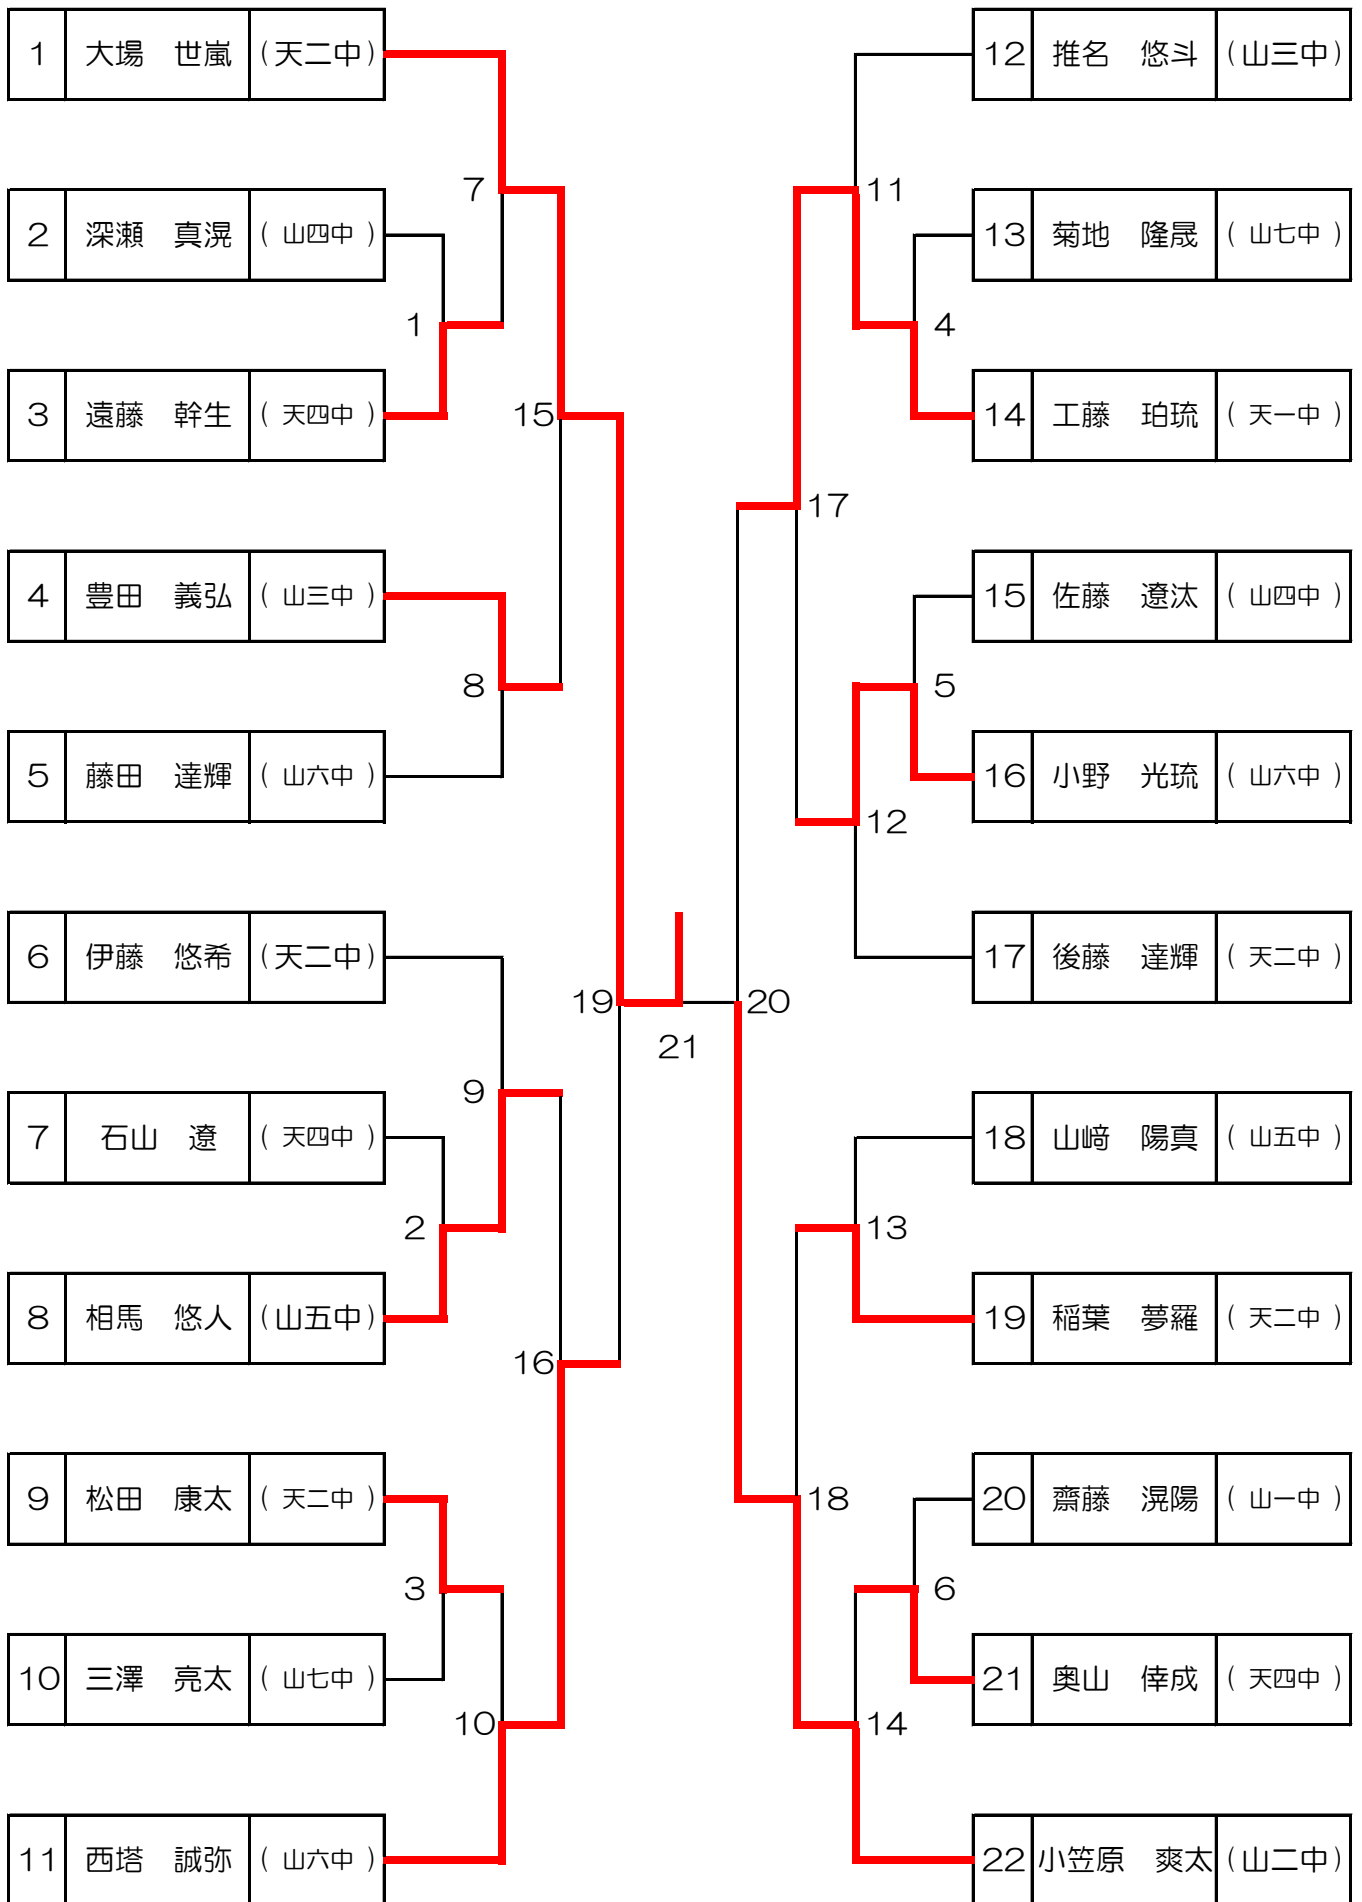 1 大場 世嵐 (天二中)
2 深瀬 真滉 ( 山四中 )
3 遠藤 幹生 ( 天四中 )
4 豊田 義弘 ( 山三中 )
5 藤田 達輝 ( 山六中 )
6 伊藤 悠希 (天二中)
7 石山 遼 ( 天四中 )
8 相馬 悠人 (山五中)
9 松田 康太 ( 天二中 )
10 三澤 亮太 ( 山七中 )
11 西塔 誠弥 ( 山六中 )
7
1
15
8
19
9
2
16
3
10
21
11
4
17
5
12
20
13
18
6
14
12 推名 悠斗 (山三中)
13 菊地 隆晟 ( 山七中 )
14 工藤 珀琉 ( 天一中 )
15 佐藤 遼汰 ( 山四中 )
16 小野 光琉 ( 山六中 )
17 後藤 達輝 ( 天二中 )
18 山﨑 陽真 ( 山五中 )
19 稲葉 夢羅 ( 天二中 )
20 齋藤 滉陽 ( 山一中 )
21 奥山 倖成 ( 天四中 )
22 小笠原 爽太 (山二中)